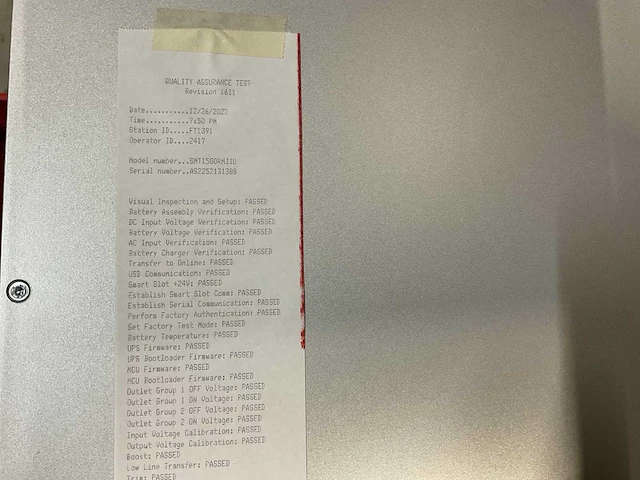 QUALITY ASSURANCE TEST
Revision 1611
Date...........12/26/2022
Time...........7:50 PM
Station ID.....FT1391
Operator ID....2417
Model number...SMT1500RMI1U
Serial number..AS2252131388
Visual Inspection and Setup: PASSED
Battery Assembly Verification: PASSED
DC Input Voltage Verification: PASSED
Battery Voltage Verification: PASSED
AC Input Verification: PASSED
Battery Charger Verification: PASSED
Transfer to Online: PASSED
USB Communication: PASSED
Smart Slot +24V: PASSED
Establish Smart Slot Comm: PASSED
Establish Serial Communication: PASSED
Perform Factory Authentication: PASSED
Set Factory Test Mode: PASSED
Battery Temperature: PASSED
UPS Firmware: PASSED
UPS Bootloader Firmware: PASSED
MCU Firmware: PASSED
MCU Bootloader Firmware: PASSED
Outlet Group 1 OFF Voltage: PASSED
Outlet Group 1 ON Voltage: PASSED
Outlet Group 2 OFF Voltage: PASSED
Outlet Group 2 ON Voltage: PASSED
Input Voltage Calibration: PASSED
Output Voltage Calibration: PASSED
Boost: PASSED
Low Line Transfer: PASSED
Trim: PASSED